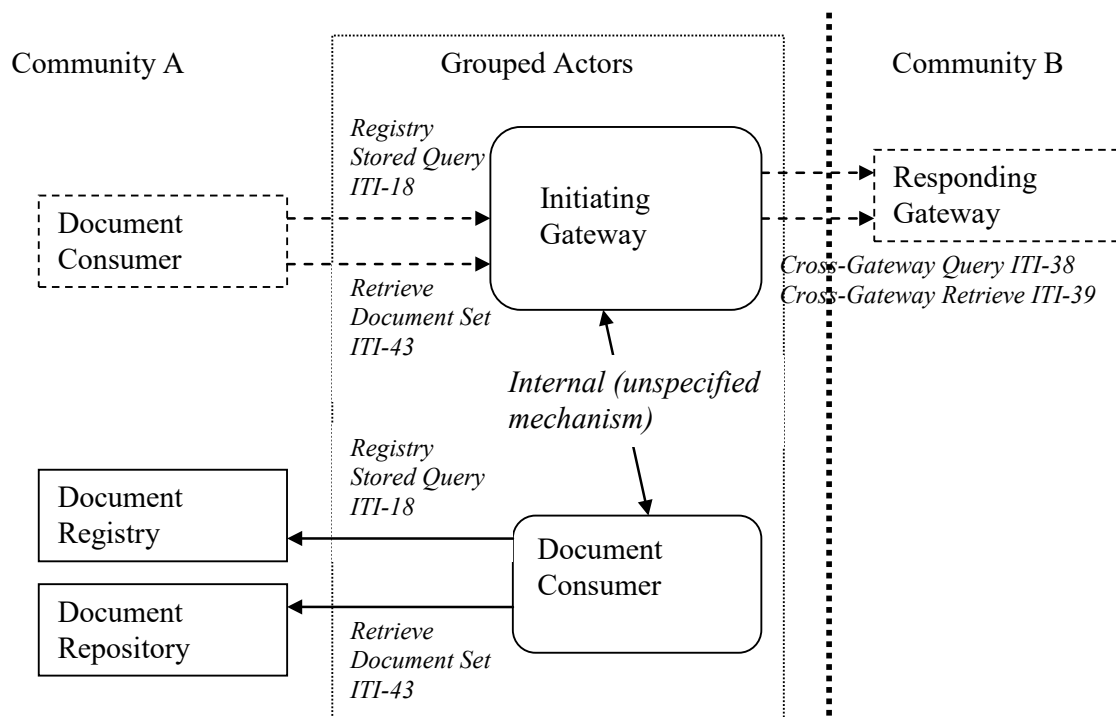 Community A
Grouped Actors
Community B
Registry
Stored Query
ITI-18
Document
Consumer
Initiating
Gateway
Responding
Gateway
Retrieve
Document Set
ITI-43
Cross-Gateway Query ITI-38
Cross-Gateway Retrieve ITI-39
Internal (unspecified
mechanism)
Registry
Stored Query
ITI-18
Document
Registry
Document
Consumer
Document
Repository
Retrieve
Document Set
ITI-43